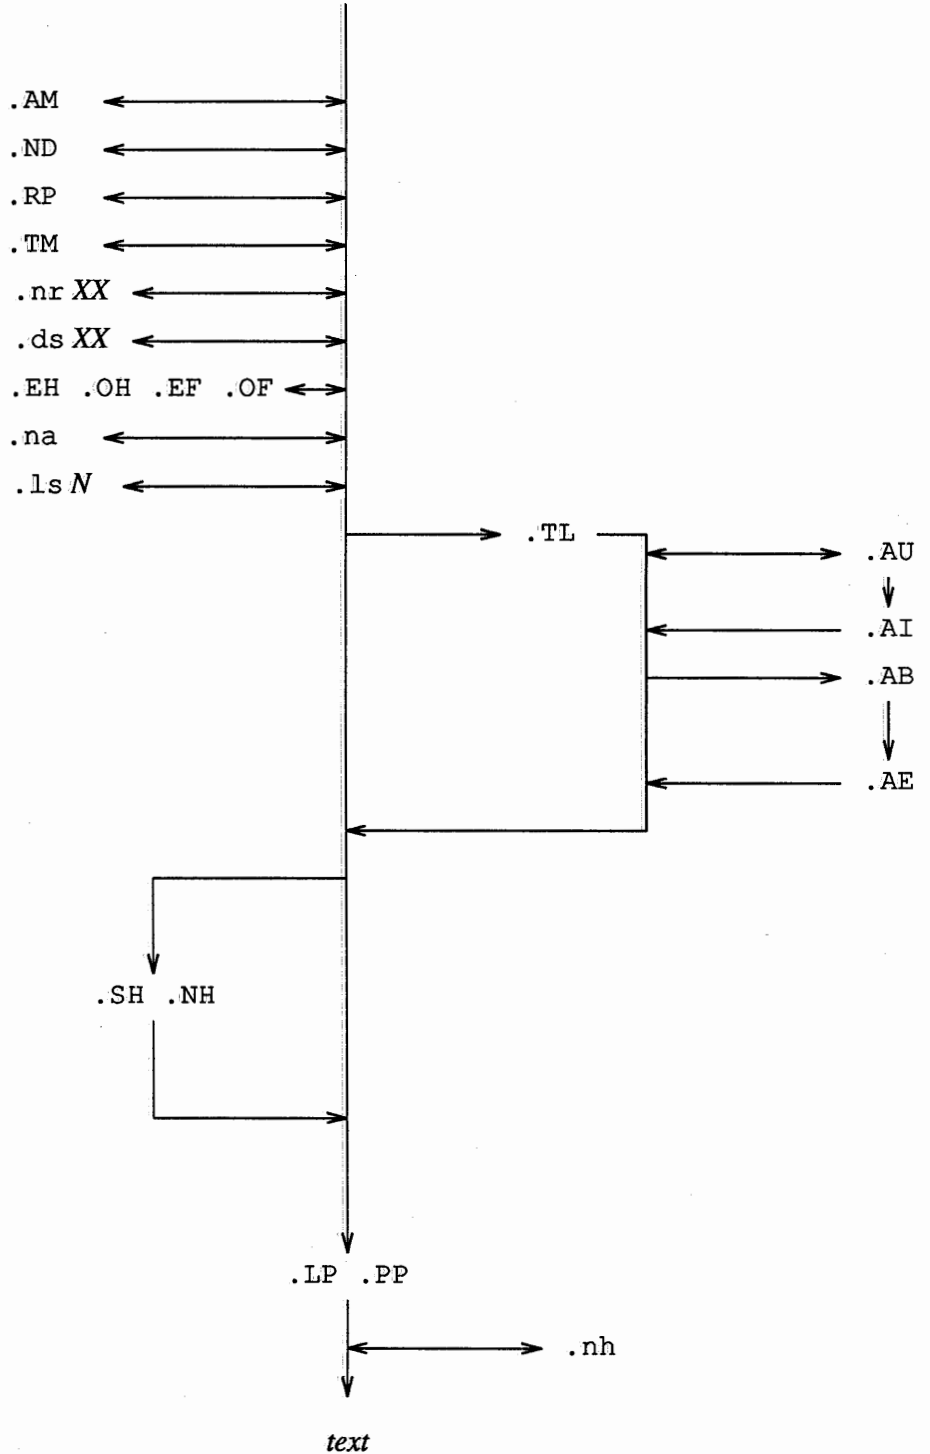 .AM
.ND
.RP
.TM
.nr XX
.ds XX
.EH .OH .EF .OF
.na
.ls N
.TL
.AU
.AI
.AB
.AE
.SH .NH
.LP .PP
.nh
text